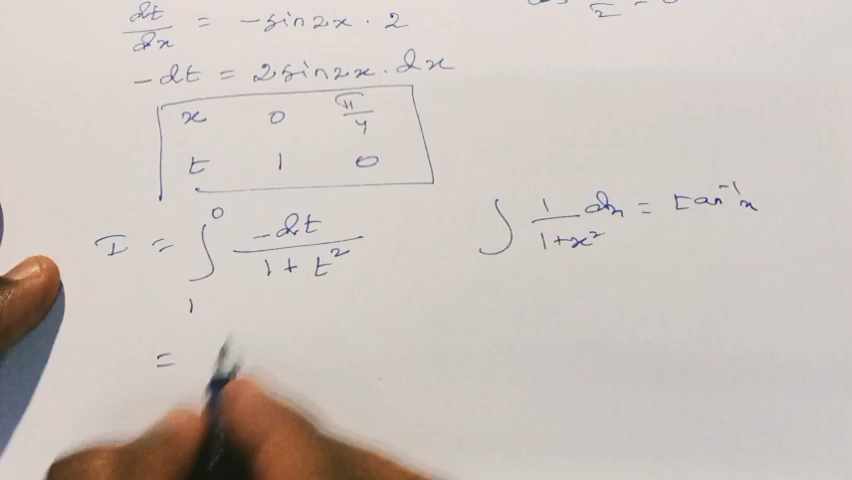 dt/dx = -sin2x · 2
-dt = 2sin2x · dx
x 0 π/4
t 1 0
I = ∫₁⁰ -dt/(1+t²)
∫ 1/(1+x²) dx = tan⁻¹x
=